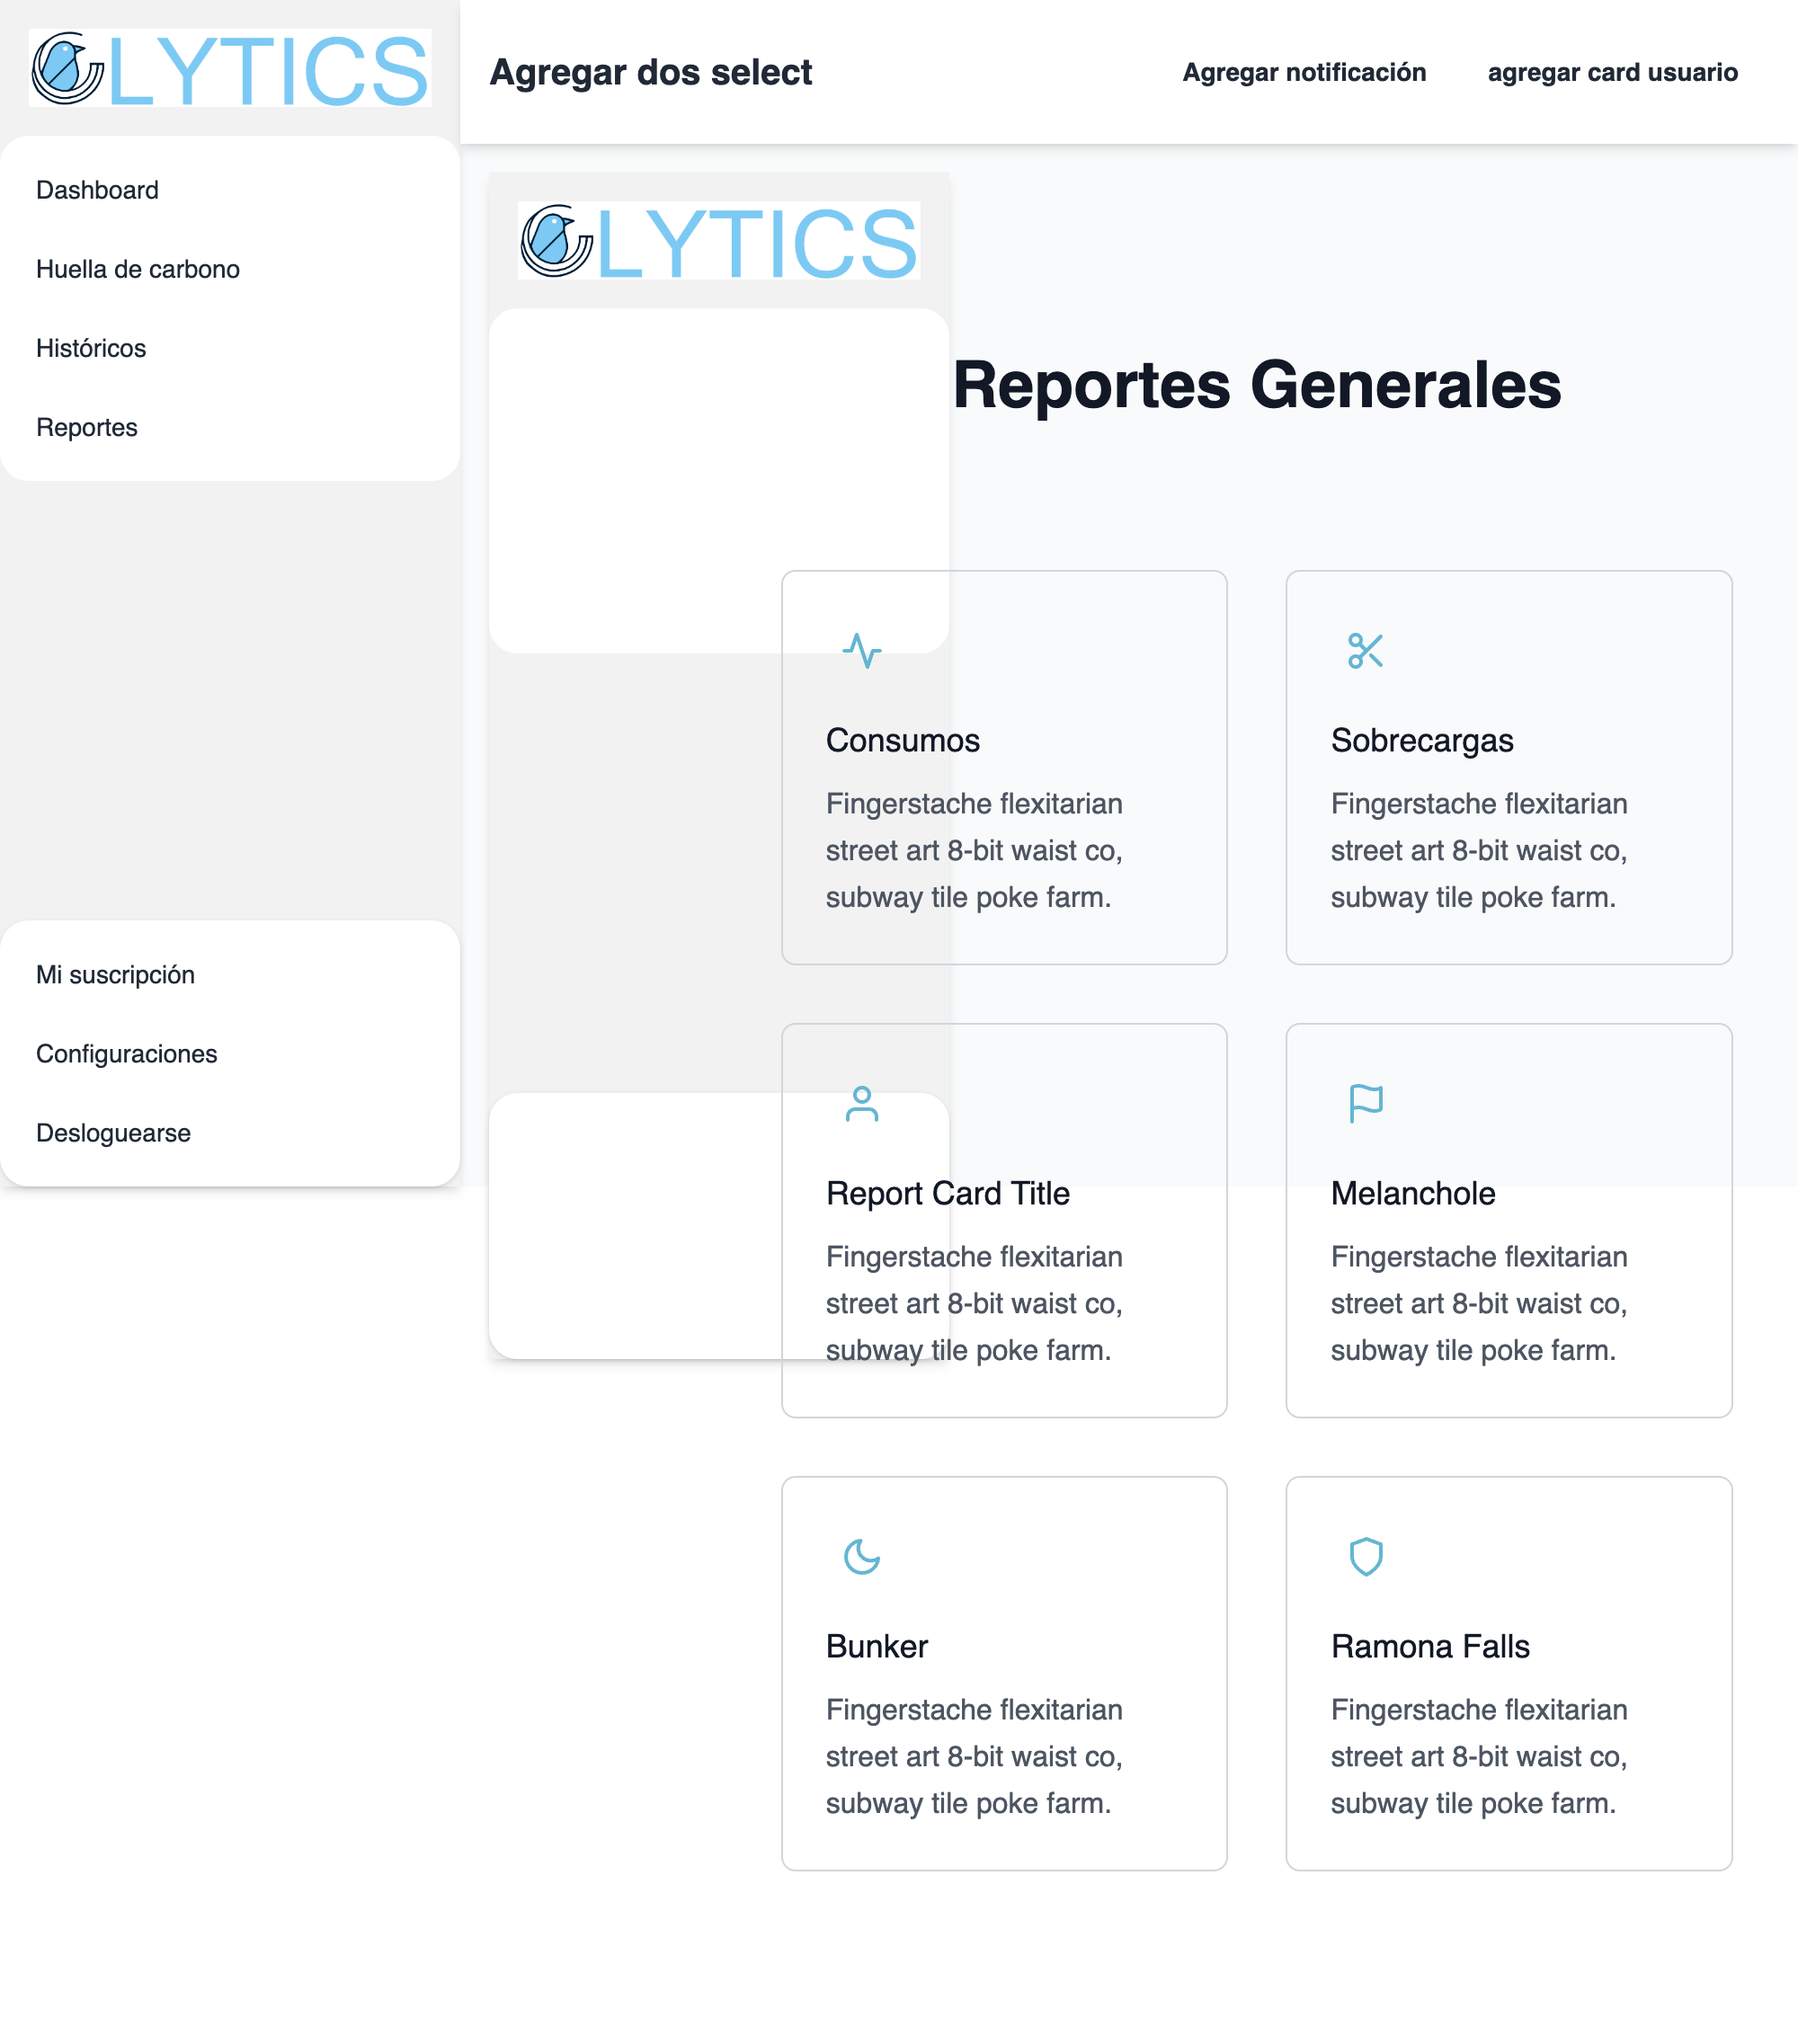 LYTICS
Dashboard
Huella de carbono
Históricos
Reportes
Mi suscripción
Configuraciones
Desloguearse
Agregar dos select
Agregar notificación
agregar card usuario
LYTICS
Reportes Generales
Consumos
Fingerstache flexitarian
street art 8-bit waist co,
subway tile poke farm.
Sobrecargas
Fingerstache flexitarian
street art 8-bit waist co,
subway tile poke farm.
Report Card Title
Fingerstache flexitarian
street art 8-bit waist co,
subway tile poke farm.
Melanchole
Fingerstache flexitarian
street art 8-bit waist co,
subway tile poke farm.
Bunker
Fingerstache flexitarian
street art 8-bit waist co,
subway tile poke farm.
Ramona Falls
Fingerstache flexitarian
street art 8-bit waist co,
subway tile poke farm.